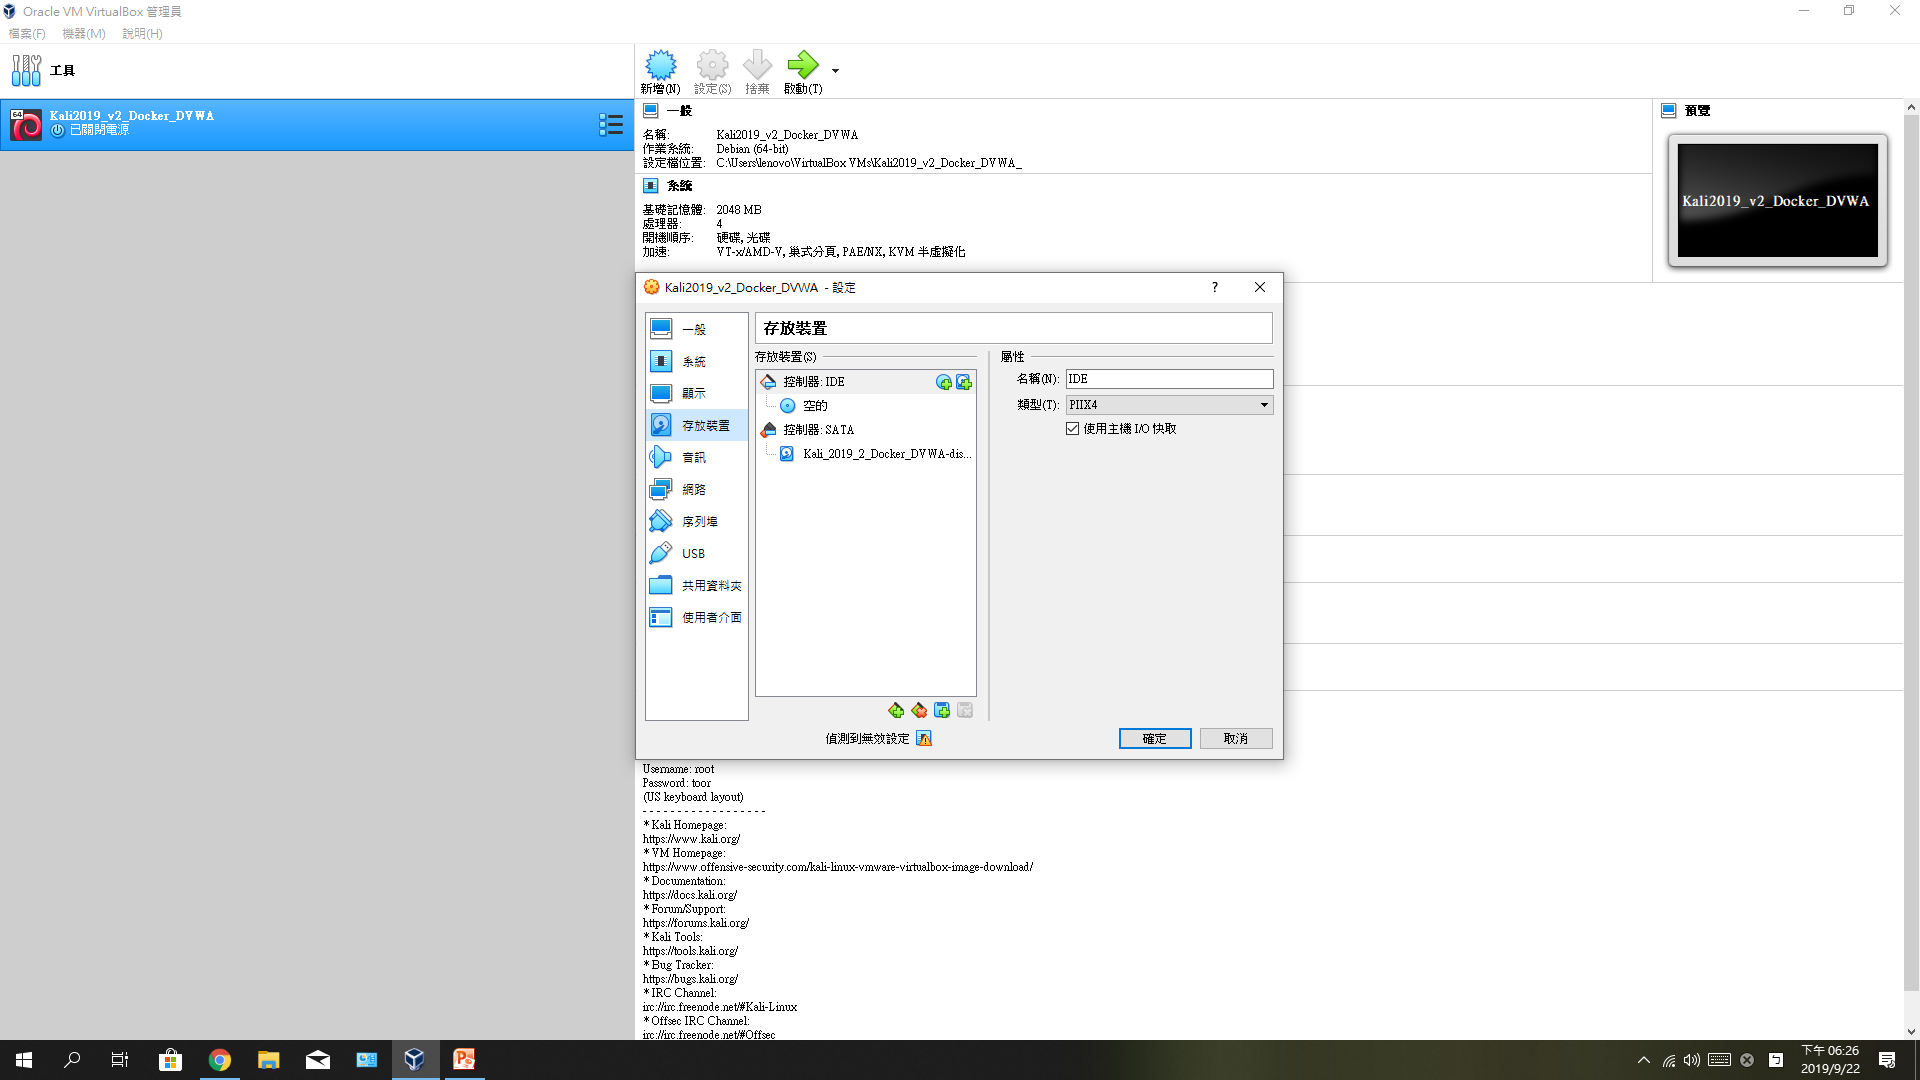 Oracle VM VirtualBox 管理員
檔案(F) 機器(M) 說明(H)
工具
新增(N) 設定(S) 捨棄 啟動(T)
64
Kali2019_v2_Docker_DVWA
已關閉電源
一般
名稱: Kali2019_v2_Docker_DVWA
作業系統: Debian (64-bit)
設定檔位置: C:\Users\lenovo\VirtualBox VMs\Kali2019_v2_Docker_DVWA_
系統
基礎記憶體: 2048 MB
處理器: 4
開機順序: 硬碟, 光碟
加速: VT-x/AMD-V, 巢式分頁, PAE/NX, KVM 半虛擬化
預覽
Kali2019_v2_Docker_DVWA
Kali2019_v2_Docker_DVWA - 設定
一般
系統
顯示
存放裝置
音訊
網路
序列埠
USB
共用資料夾
使用者介面
存放裝置
存放裝置(S)
控制器: IDE
空的
控制器: SATA
Kali_2019_2_Docker_DVWA-dis...
屬性
名稱(N): IDE
類型(T): PIIX4
使用主機 I/O 快取
偵測到無效設定
確定 取消
Username: root
Password: toor
(US keyboard layout)
- - - - - - - - - - - - - - - - - - -
* Kali Homepage:
https://www.kali.org/
* VM Homepage:
https://www.offensive-security.com/kali-linux-vmware-virtualbox-image-download/
* Documentation:
https://docs.kali.org/
* Forum/Support:
https://forums.kali.org/
* Kali Tools:
https://tools.kali.org/
* Bug Tracker:
https://bugs.kali.org/
* IRC Channel:
irc://irc.freenode.net/#Kali-Linux
* Offsec IRC Channel:
irc://irc.freenode.net/#Offsec
下午 06:26
2019/9/22